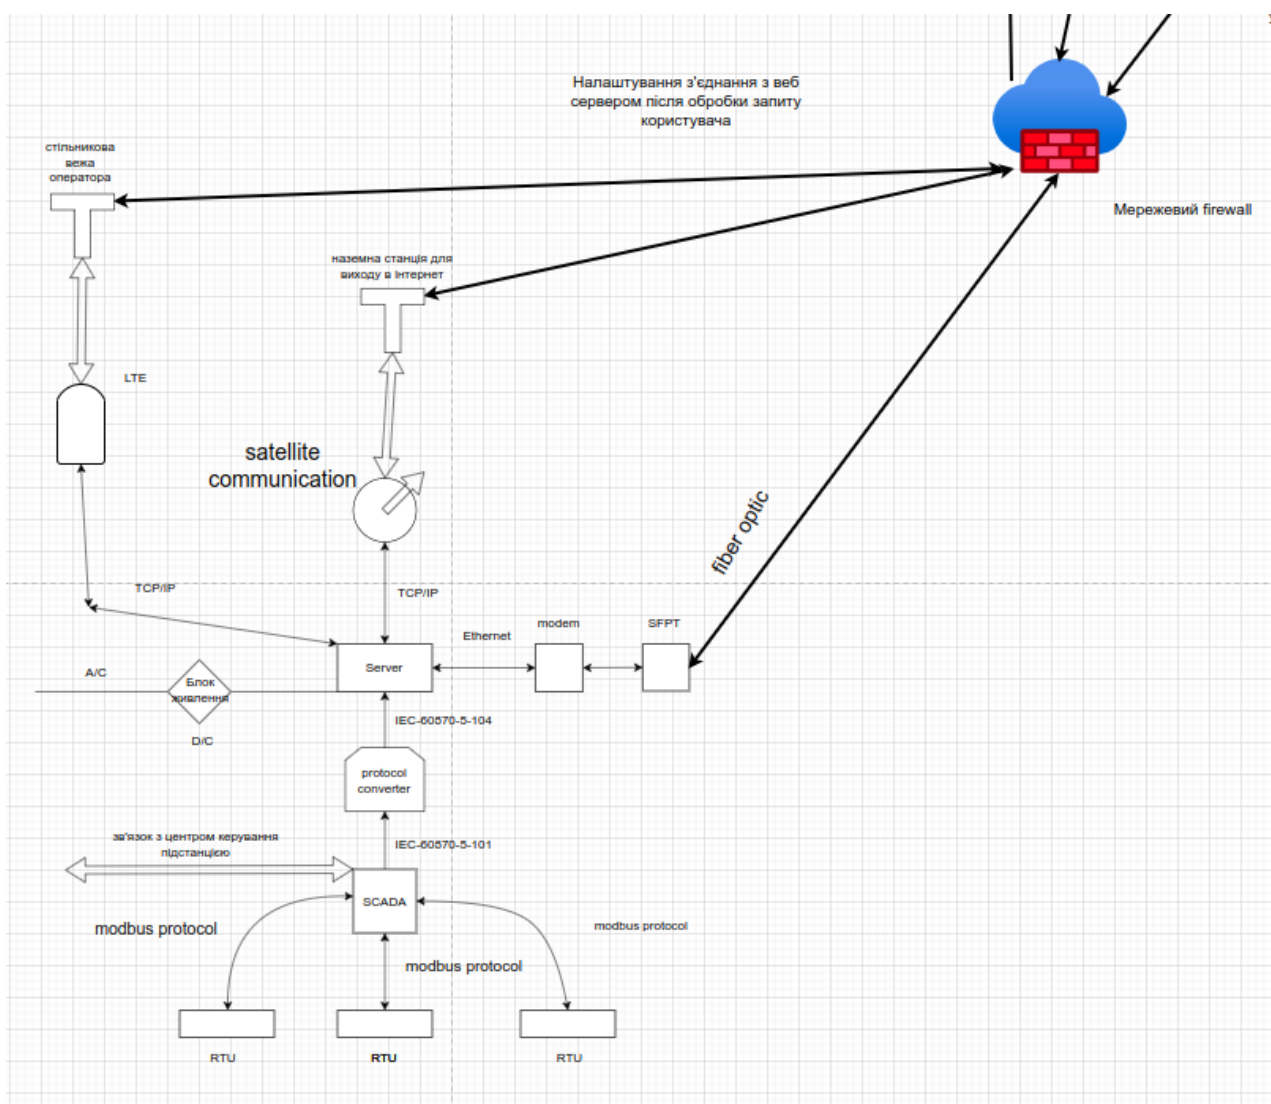 Налаштування з'єднання з веб
сервером після обробки запиту
користувача
стільникова
вежа
оператора
Мережевий firewall
наземна станція для
виходу в інтернет
LTE
satellite
communication
fiber optic
TCP/IP
TCP/IP
modem
SFPT
Ethernet
Server
A/C
Блок
живлення
D/C
IEC-60870-5-104
protocol
converter
зв'язок з центром керування
підстанцією
IEC-60870-5-101
SCADA
modbus protocol
modbus protocol
modbus protocol
RTU
RTU
RTU